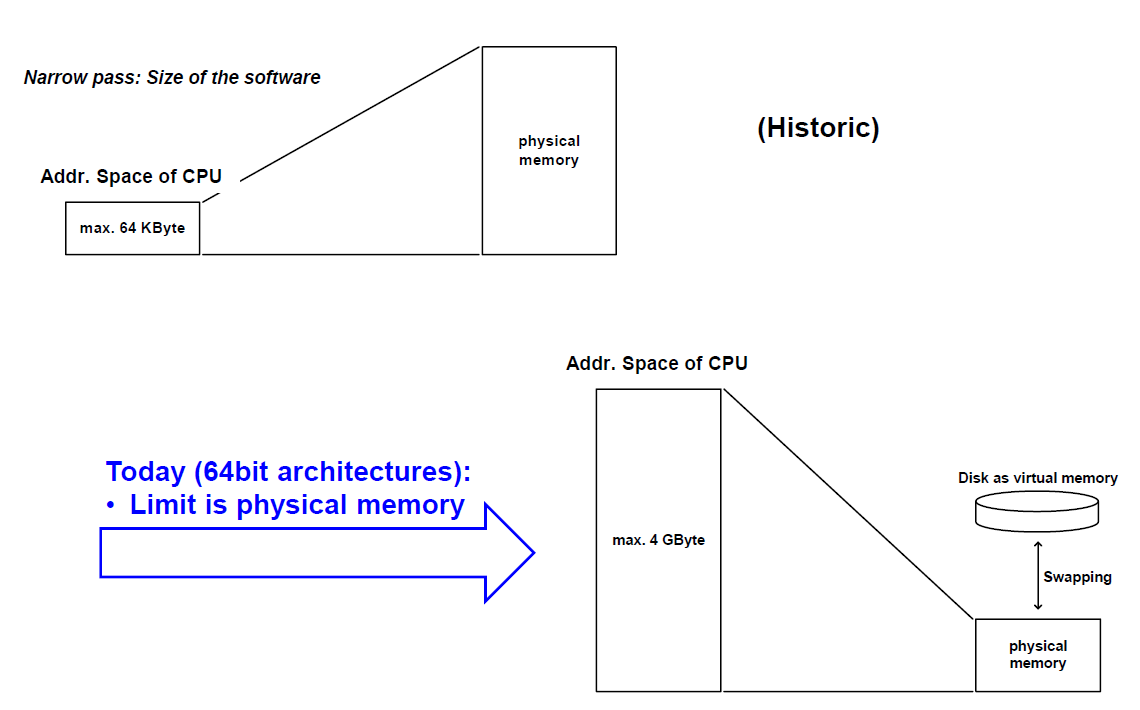 Narrow pass: Size of the software
(Historic)
physical
memory
Addr. Space of CPU
max. 64 KByte
Addr. Space of CPU
Today (64bit architectures):
• Limit is physical memory
Disk as virtual memory
max. 4 GByte
Swapping
physical
memory